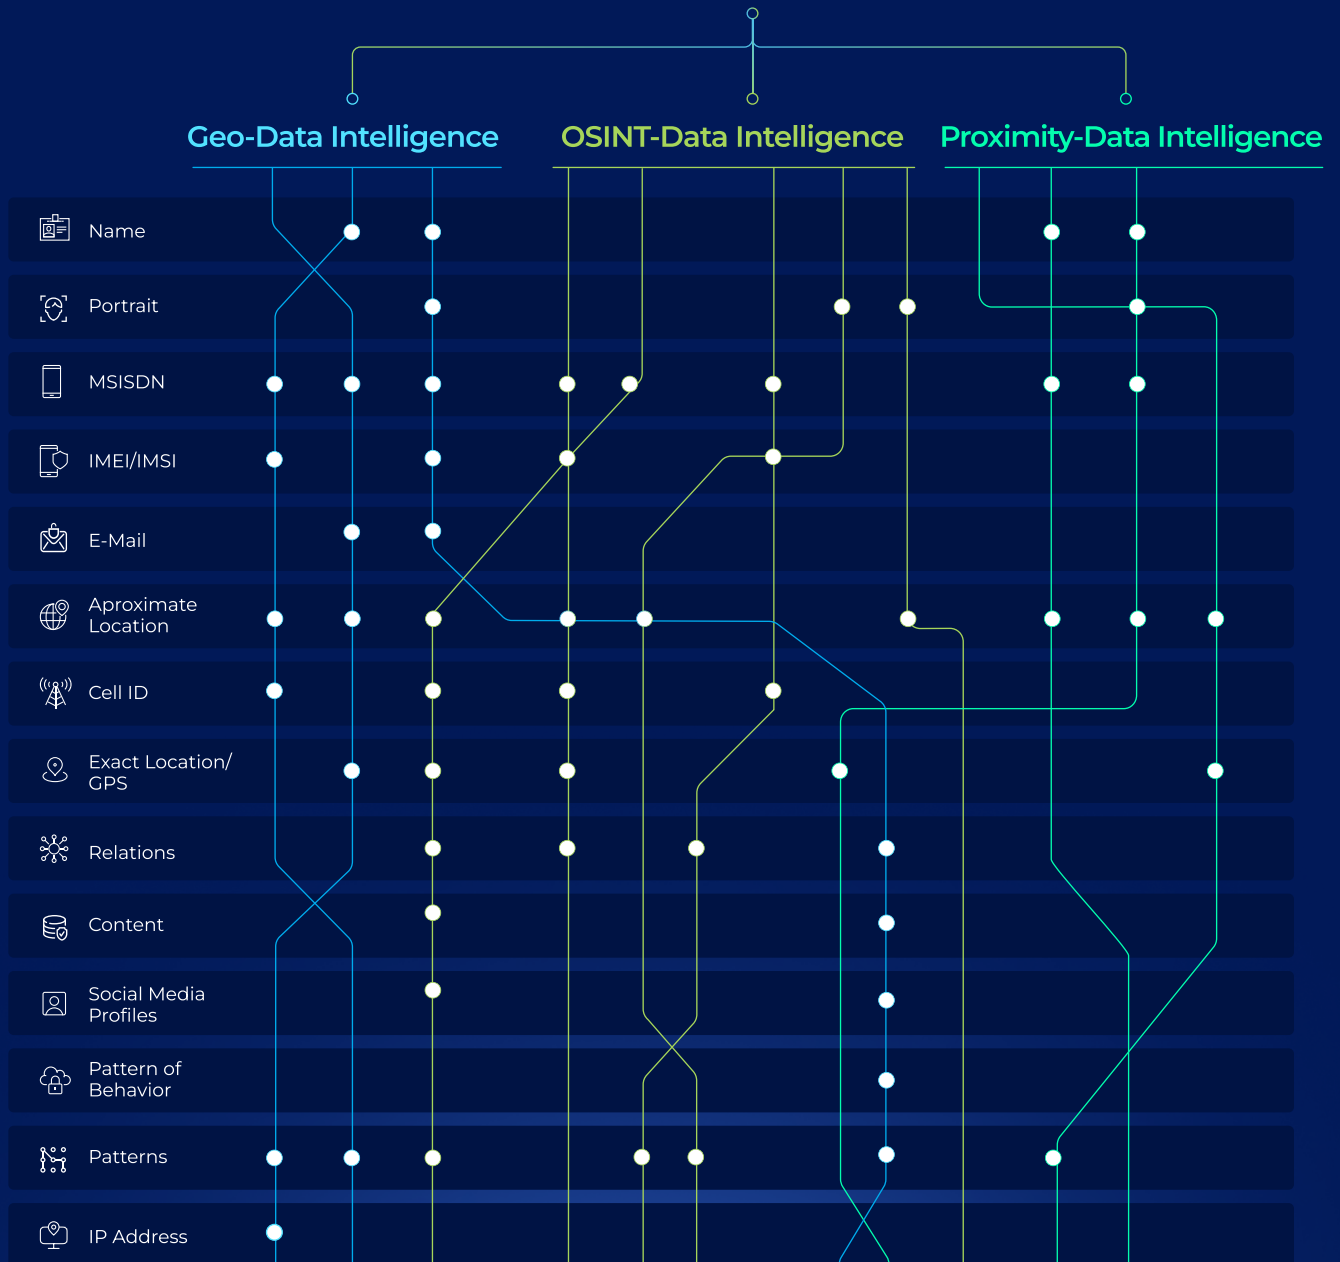 Geo-Data Intelligence
OSINT-Data Intelligence
Proximity-Data Intelligence
Name
Portrait
MSISDN
IMEI/IMSI
E-Mail
Aproximate
Location
Cell ID
Exact Location/
GPS
Relations
Content
Social Media
Profiles
Pattern of
Behavior
Patterns
IP Address